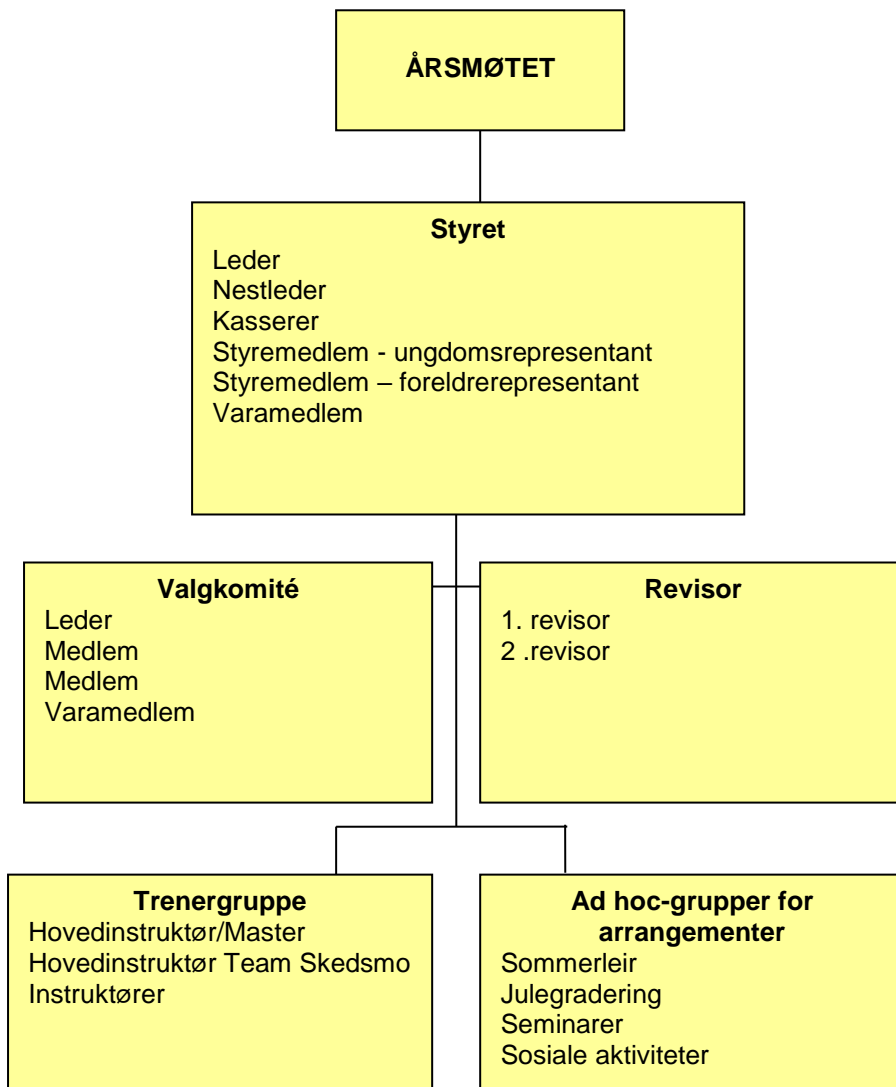 ÅRSMØTET
Styret
Leder
Nestleder
Kasserer
Styremedlem - ungdomsrepresentant
Styremedlem – foreldrerepresentant
Varamedlem
Valgkomité
Leder
Medlem
Medlem
Varamedlem
Revisor
1. revisor
2 .revisor
Trenergruppe
Hovedinstruktør/Master
Hovedinstruktør Team Skedsmo
Instruktører
Ad hoc-grupper for
arrangementer
Sommerleir
Julegradering
Seminarer
Sosiale aktiviteter